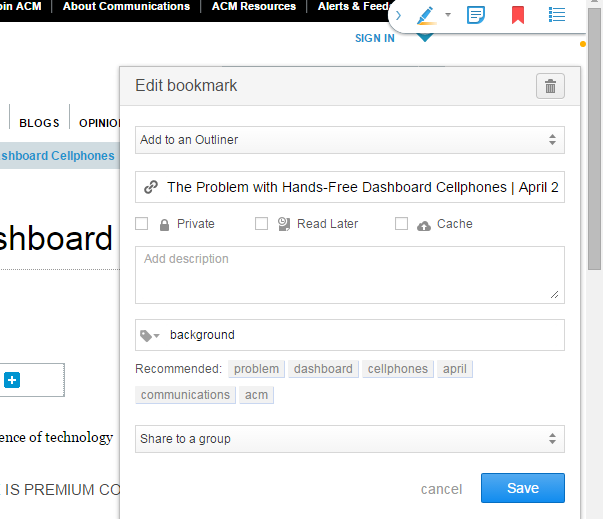 oin ACM About Communications ACM Resources Alerts & Feed
SIGN IN
BLOGS OPINIO
shboard Cellphones
shboard
ence of technology
IS PREMIUM CO
Edit bookmark
Add to an Outliner
The Problem with Hands-Free Dashboard Cellphones | April 2
Private Read Later Cache
Add description
background
Recommended: problem dashboard cellphones april
communications acm
Share to a group
cancel Save